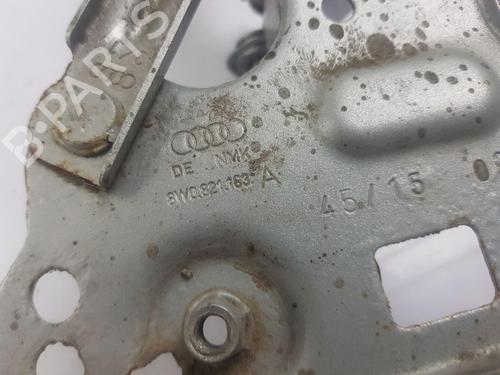 B-PARTS
DE NMK
8W0.821.163 A
45/15